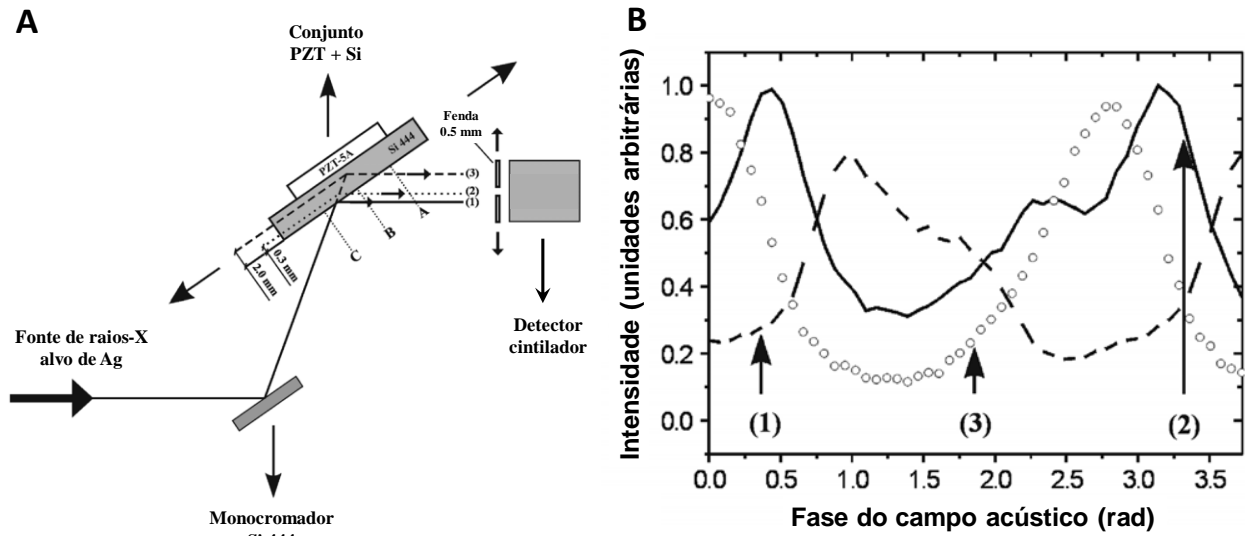 A
Conjunto
PZT + Si
Fenda
0.5 mm
PZT-5A
Si 444
(3)
(2)
(1)
A
B
C
0.3 mm
2.0 mm
Fonte de raios-X
alvo de Ag
Detector
cintilador
Monocromador
B
Intensidade (unidades arbitrárias)
1.0
0.8
0.6
0.4
0.2
0.0
(1)
(3)
(2)
0.0
0.5
1.0
1.5
2.0
2.5
3.0
3.5
Fase do campo acústico (rad)